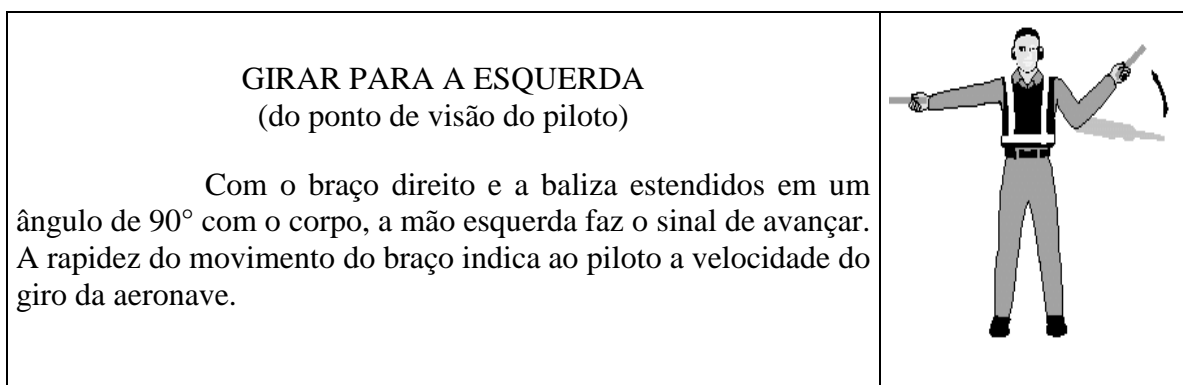 GIRAR PARA A ESQUERDA
(do ponto de visão do piloto)
Com o braço direito e a baliza estendidos em um
ângulo de 90° com o corpo, a mão esquerda faz o sinal de avançar.
A rapidez do movimento do braço indica ao piloto a velocidade do
giro da aeronave.